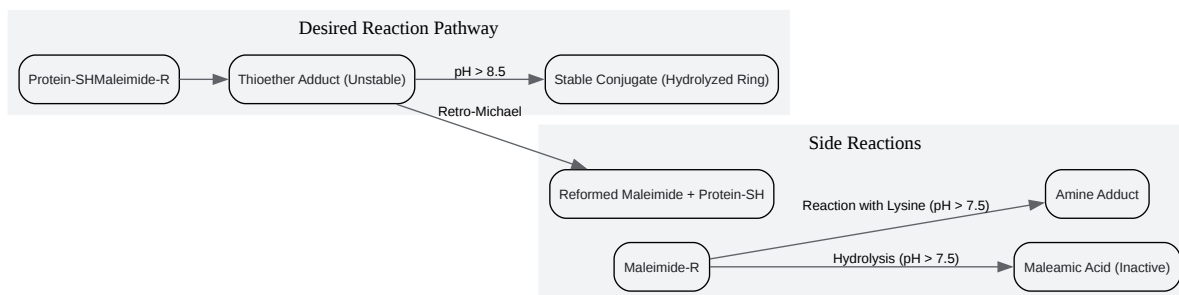 Desired Reaction Pathway
Protein-SHMaleimide-R
Thioether Adduct (Unstable)
pH > 8.5
Stable Conjugate (Hydrolyzed Ring)
Retro-Michael
Side Reactions
Reformed Maleimide + Protein-SH
Reaction with Lysine (pH > 7.5)
Amine Adduct
Maleimide-R
Hydrolysis (pH > 7.5)
Maleamic Acid (Inactive)